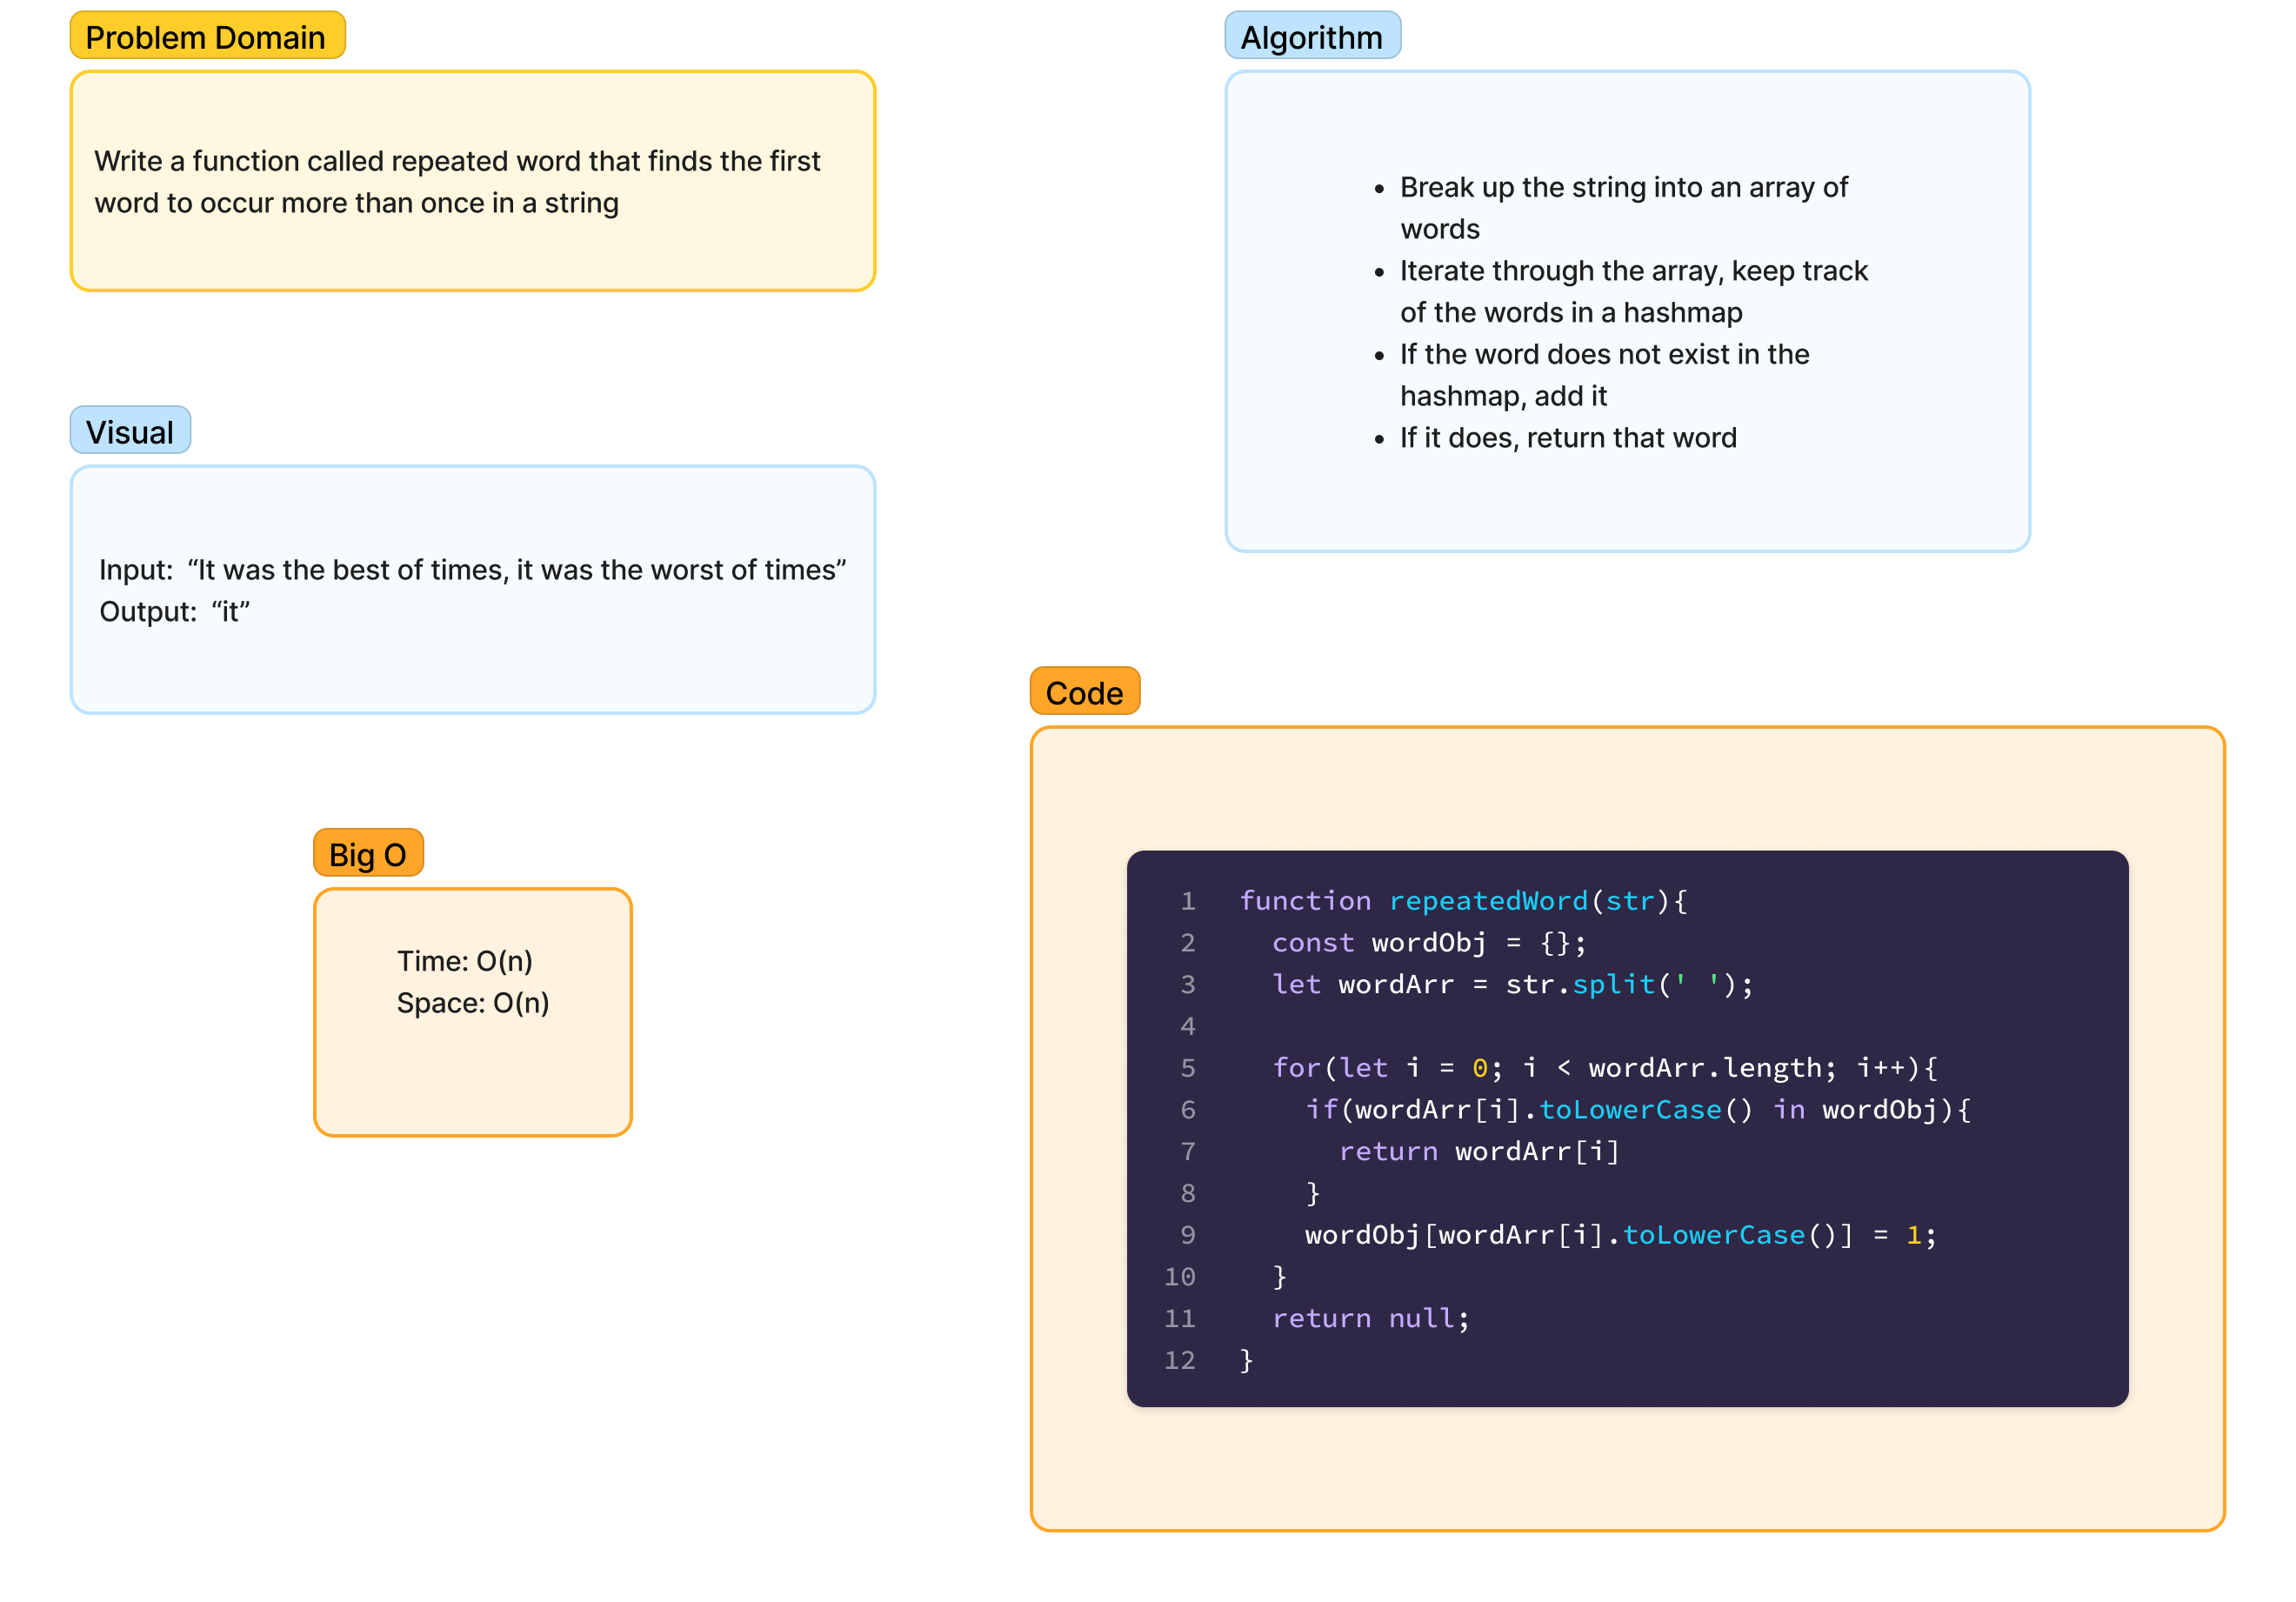 Problem Domain
Write a function called repeated word that finds the first
word to occur more than once in a string
Visual
Input:  “It was the best of times, it was the worst of times”
Output:  “it”
Big O
Time: O(n)
Space: O(n)
Algorithm
• Break up the string into an array of
words
• Iterate through the array, keep track
of the words in a hashmap
• If the word does not exist in the
hashmap, add it
• If it does, return that word
Code
1 function repeatedWord(str){
2   const wordObj = {};
3   let wordArr = str.split(' ');
4
5   for(let i = 0; i < wordArr.length; i++){
6     if(wordArr[i].toLowerCase() in wordObj){
7       return wordArr[i]
8     }
9     wordObj[wordArr[i].toLowerCase()] = 1;
10   }
11   return null;
12 }